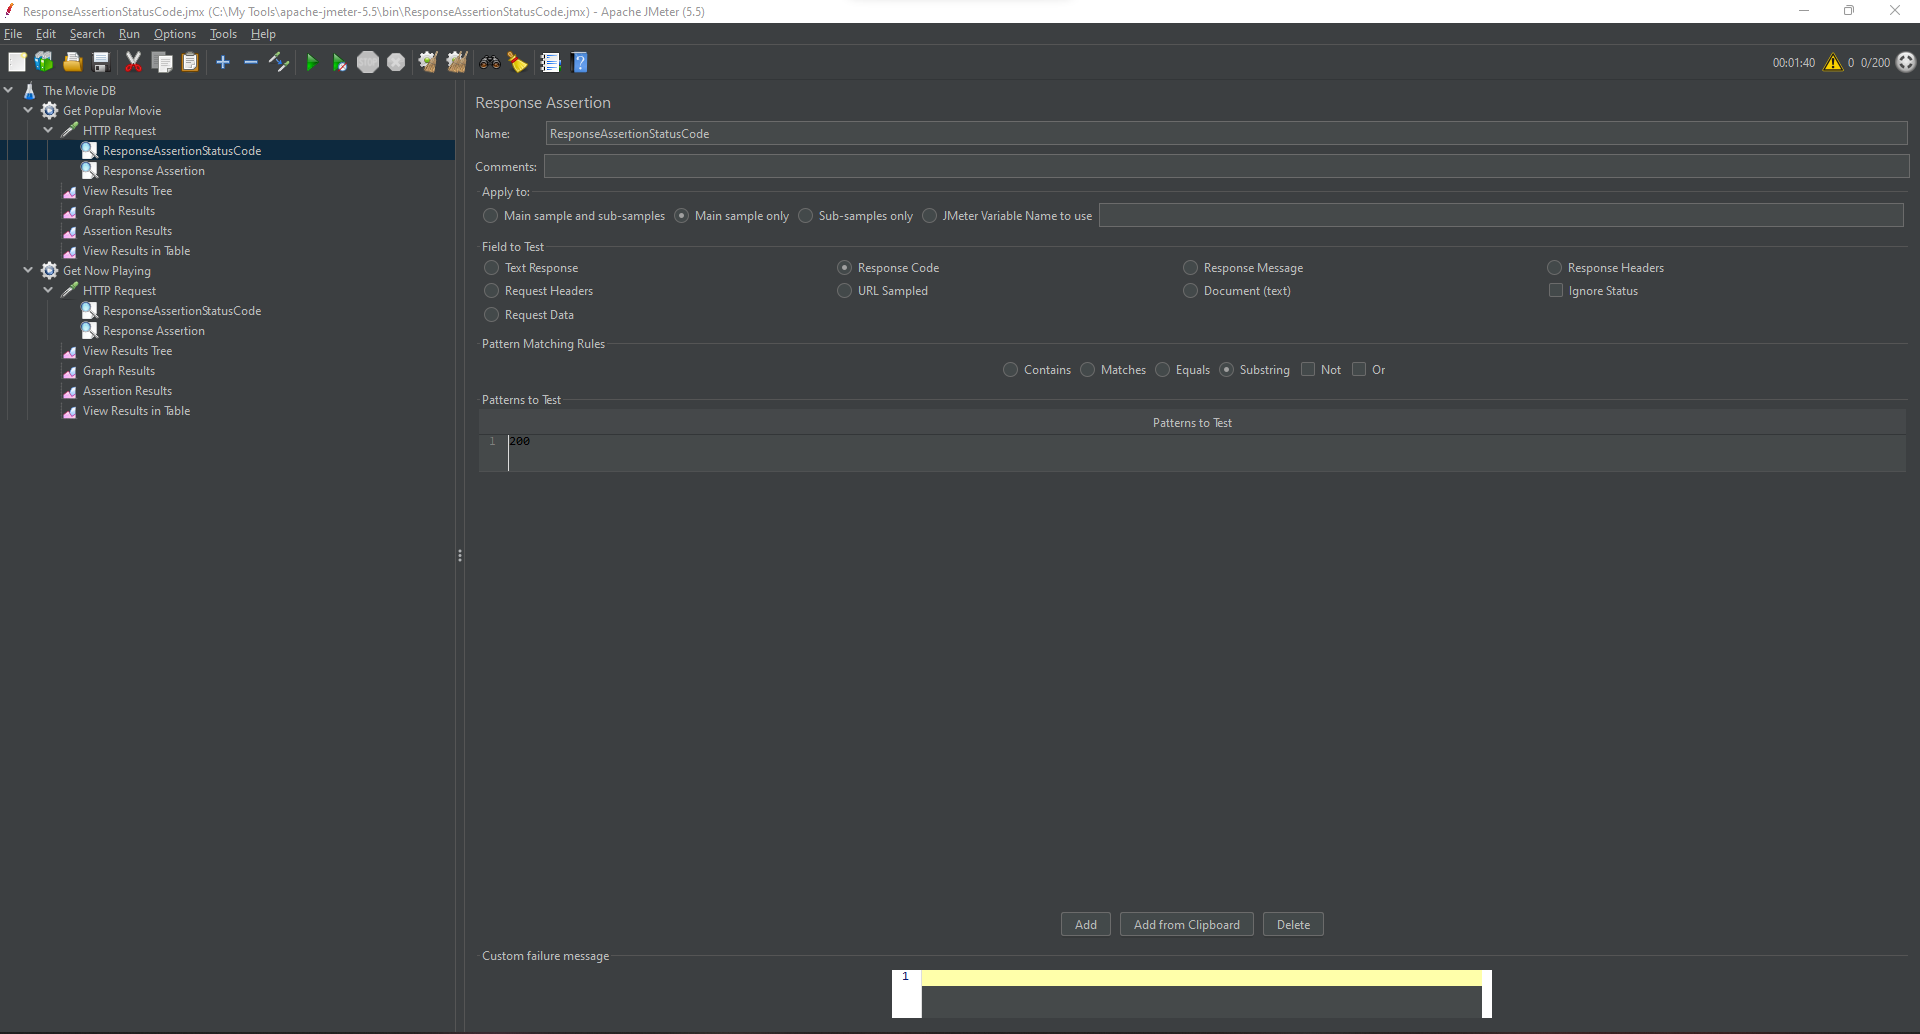 ResponseAssertionStatusCode.jmx (C:\My Tools\apache-jmeter-5.5\bin\ResponseAssertionStatusCode.jmx) - Apache JMeter (5.5)
File Edit Search Run Options Tools Help
STOP
00:01:40 0 0/200
The Movie DB
Get Popular Movie
HTTP Request
ResponseAssertionStatusCode
Response Assertion
View Results Tree
Graph Results
Assertion Results
View Results in Table
Get Now Playing
HTTP Request
ResponseAssertionStatusCode
Response Assertion
View Results Tree
Graph Results
Assertion Results
View Results in Table
Response Assertion
Name: ResponseAssertionStatusCode
Comments:
Apply to:
Main sample and sub-samples Main sample only Sub-samples only JMeter Variable Name to use
Field to Test
Text Response Response Code Response Message Response Headers
Request Headers URL Sampled Document (text) Ignore Status
Request Data
Pattern Matching Rules
Contains Matches Equals Substring Not Or
Patterns to Test
Patterns to Test
1 200
Add Add from Clipboard Delete
Custom failure message
1